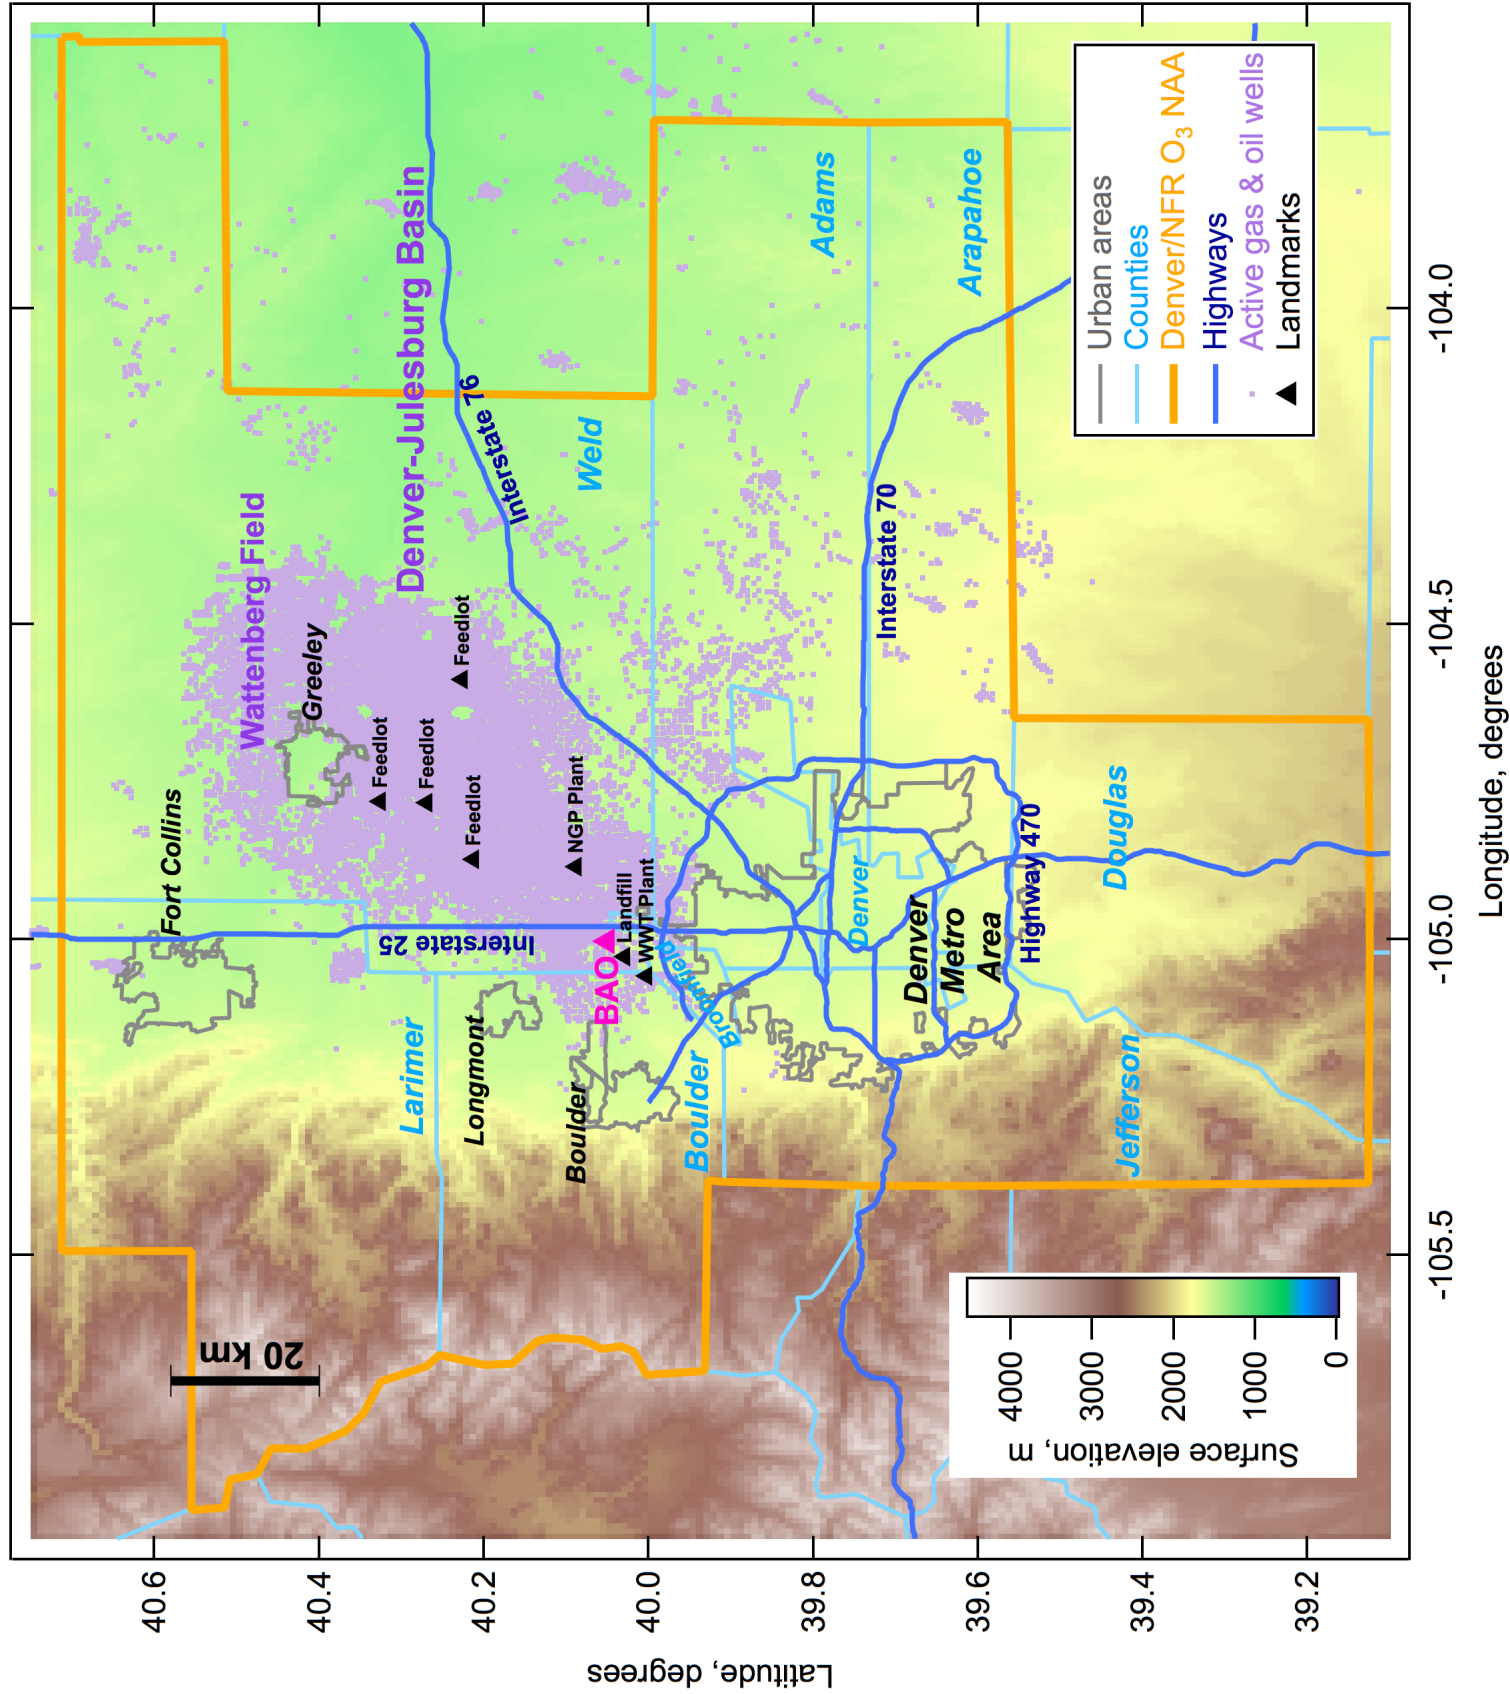 Wattenberg Field
Denver-Julesburg Basin
Fort Collins
Greeley
Feedlot
Feedlot
Feedlot
Feedlot
NGP Plant
Landfill
WWT Plant
BAO
Interstate 76
Interstate 25
Interstate 70
Highway 470
Weld
Larimer
Longmont
Boulder
Boulder
Broomfield
Adams
Arapahoe
Denver
Denver
Metro
Area
Douglas
Jefferson
20 km
Urban areas
Counties
Denver/NFR O₃ NAA
Highways
Active gas & oil wells
Landmarks
4000
3000
2000
1000
0
Surface elevation, m
40.6
40.4
40.2
40.0
39.8
39.6
39.4
39.2
Latitude, degrees
-105.5
-105.0
-104.5
-104.0
Longitude, degrees